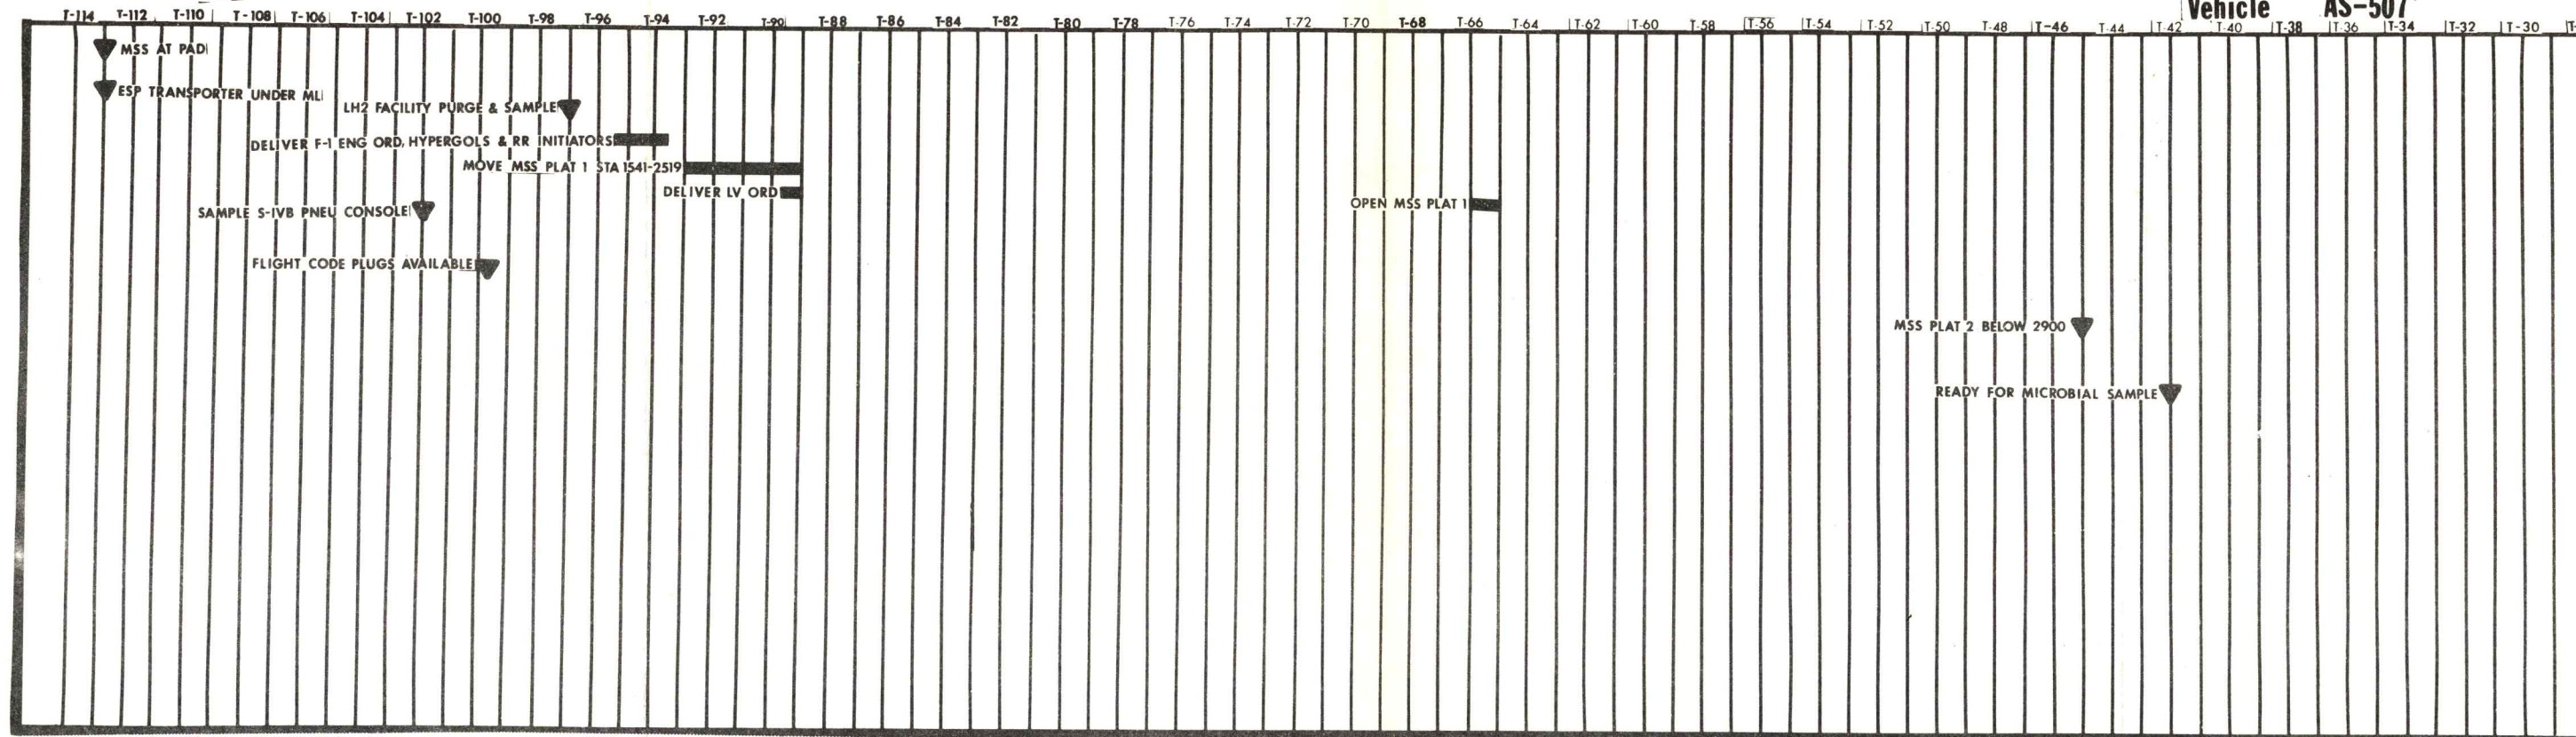 Vehicle AS-507
T-114 T-112 T-110 T-108 T-106 T-104 T-102 T-100 T-98 T-96 T-94 T-92 T-90 T-88 T-86 T-84 T-82 T-80 T-78 T-76 T-74 T-72 T-70 T-68 T-66 T-64 T-62 T-60 T-58 T-56 T-54 T-52 T-50 T-48 T-46 T-44 T-42 T-40 T-38 T-36 T-34 T-32 T-30
MSS AT PAD
ESP TRANSPORTER UNDER ML
LH2 FACILITY PURGE & SAMPLE
DELIVER F-1 ENG ORD, HYPERGOLS & RR INITIATORS
MOVE MSS PLAT 1 STA 1541-2519
DELIVER LV ORD
OPEN MSS PLAT 1
SAMPLE S-IVB PNEU CONSOLE
FLIGHT CODE PLUGS AVAILABLE
MSS PLAT 2 BELOW 2900
READY FOR MICROBIAL SAMPLE